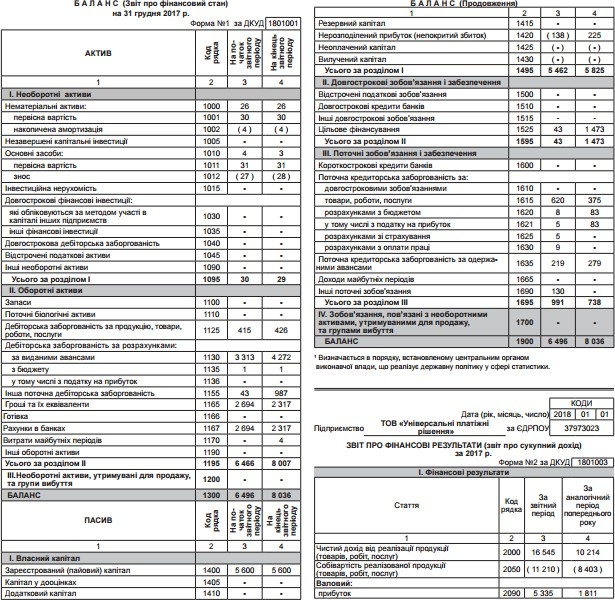 Б А Л А Н С (Звіт про фінансовий стан)
на 31 грудня 2017 р.
Форма №1 за ДКУД 1801001
АКТИВ Код рядка На по- чаток звітного періоду На кінець звітного періоду
1 2 3 4
І. Необоротні активи
Нематеріальні активи: 1000 26 26
первісна вартість 1001 30 30
накопичена амортизація 1002 ( 4 ) ( 4 )
Незавершені капітальні інвестиції 1005 - -
Основні засоби: 1010 4 3
первісна вартість 1011 31 31
знос 1012 ( 27 ) ( 28 )
Інвестиційна нерухомість 1015 - -
Довгострокові фінансові інвестиції:
які обліковуються за методом участі в
капіталі інших підприємств 1030 - -
інші фінансові інвестиції 1035 - -
Довгострокова дебіторська заборгованість 1040 - -
Відстрочені податкові активи 1045 - -
Інші необоротні активи 1090 - -
Усього за розділом І 1095 30 29
ІІ. Оборотні активи
Запаси 1100 - -
Поточні біологічні активи 1110 - -
Дебіторська заборгованість за продукцію, товари,
роботи, послуги 1125 415 426
Дебіторська заборгованість за розрахунками:
за виданими авансами 1130 3 313 4 272
з бюджету 1135 1 1
у тому числі з податку на прибуток 1136 - -
Інша поточна дебіторська заборгованість 1155 43 987
Гроші та їх еквіваленти 1165 2 694 2 317
Готівка 1166 - -
Рахунки в банках 1167 2 694 2 317
Витрати майбутніх періодів 1170 - 4
Інші оборотні активи 1190 - -
Усього за розділом ІІ 1195 6 466 8 007
ІІІ.Необоротні активи, утримувані для продажу,
та групи вибуття 1200 - -
БАЛАНС 1300 6 496 8 036
ПАСИВ Код рядка На по- чаток звітного періоду На кінець звітного періоду
1 2 3 4
І. Власний капітал
Зареєстрований (пайовий) капітал 1400 5 600 5 600
Капітал у дооцінках 1405 - -
Додатковий капітал 1410 - -
Б А Л А Н С (Продовження)
1 2 3 4
Резервний капітал 1415 - -
Нерозподілений прибуток (непокритий збиток) 1420 ( 138 ) 225
Неоплачений капітал 1425 ( - ) ( - )
Вилучений капітал 1430 ( - ) ( - )
Усього за розділом І 1495 5 462 5 825
ІІ. Довгострокові зобов'язання і забезпечення
Відстрочені податкові зобов'язання 1500 - -
Довгострокові кредити банків 1510 - -
Інші довгострокові зобов'язання 1515 - -
Цільове фінансування 1525 43 1 473
Усього за розділом ІІ 1595 43 1 473
ІІІ. Поточні зобов'язання і забезпечення
Короткострокові кредити банків 1600 - -
Поточна кредиторська заборгованість за:
довгостроковими зобов'язаннями 1610 - -
товари, роботи, послуги 1615 620 375
розрахунками з бюджетом 1620 8 83
у тому числі з податку на прибуток 1621 5 83
розрахунками зі страхування 1625 5 -
розрахунками з оплати праці 1630 9 -
Поточна кредиторська заборгованість за одержа-
ними авансами 1635 219 279
Доходи майбутніх періодів 1665 - -
Інші поточні зобов'язання 1690 130 -
Усього за розділом ІІІ 1695 991 738
IV. Зобов'язання, пов'язані з необоротними
активами, утримуваними для продажу,
та групами вибуття 1700 - -
БАЛАНС 1900 6 496 8 036
¹ Визначається в порядку, встановленому центральним органом
виконавчої влади, що реалізує державну політику у сфері статистики.
КОДИ
Дата (рік, місяць, число) 2018 01 01
Підприємство ТОВ «Універсальні платіжні рішення» за ЄДРПОУ 37973023
ЗВІТ ПРО ФІНАНСОВІ РЕЗУЛЬТАТИ (звіт про сукупний дохід)
за 2017 р.
Форма №2 за ДКУД 1801003
І. Фінансові результати
Стаття Код рядка За звітний період За аналогічний період попереднього року
1 2 3 4
Чистий дохід від реалізації продукції
(товарів, робіт, послуг) 2000 16 545 10 214
Собівартість реалізованої продукції
(товарів, робіт, послуг) 2050 ( 11 210 ) ( 8 403 )
Валовий:
прибуток 2090 5 335 1 811